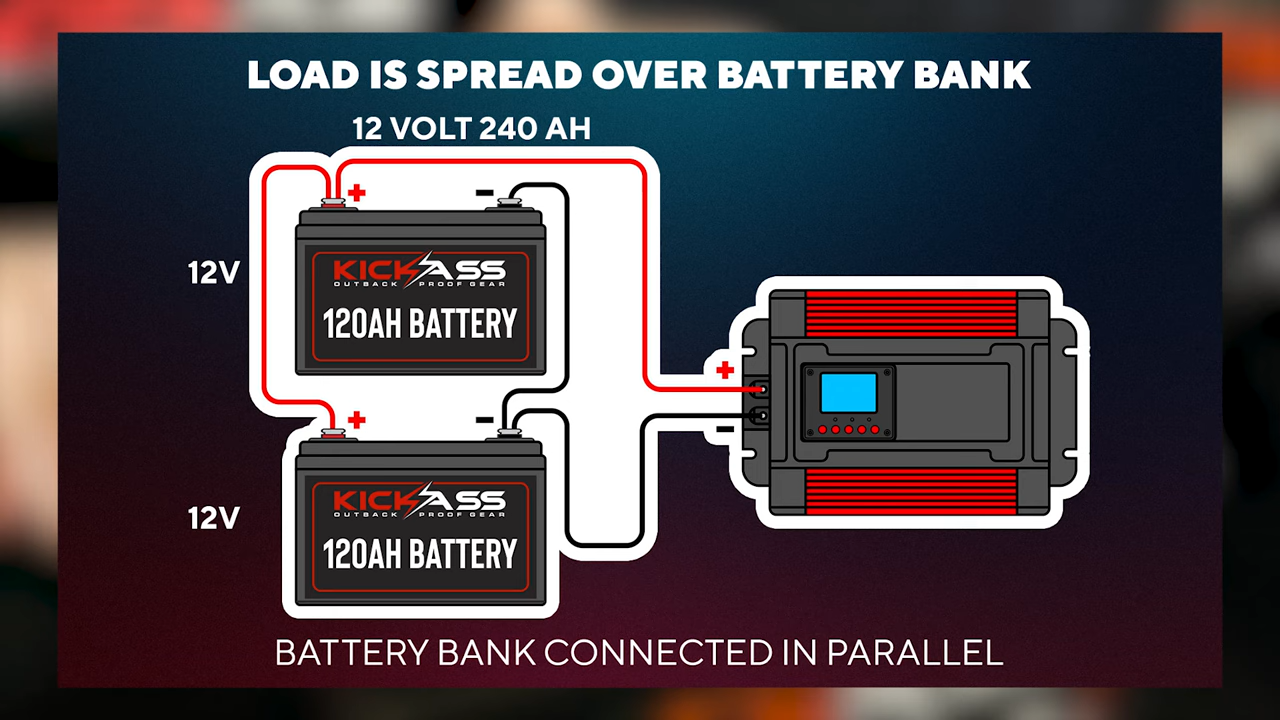 LOAD IS SPREAD OVER BATTERY BANK
12 VOLT 240 AH
+
−
12V
KICKASS
OUTBACK PROOF GEAR
120AH BATTERY
+
−
+
−
12V
KICKASS
OUTBACK PROOF GEAR
120AH BATTERY
BATTERY BANK CONNECTED IN PARALLEL